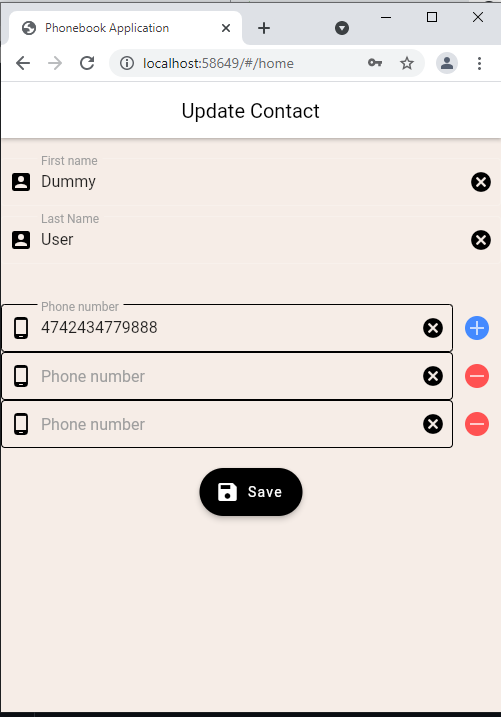 Phonebook Application
localhost:58649/#/home
Update Contact
First name
Dummy
Last Name
User
Phone number
4742434779888
Phone number
Phone number
Save